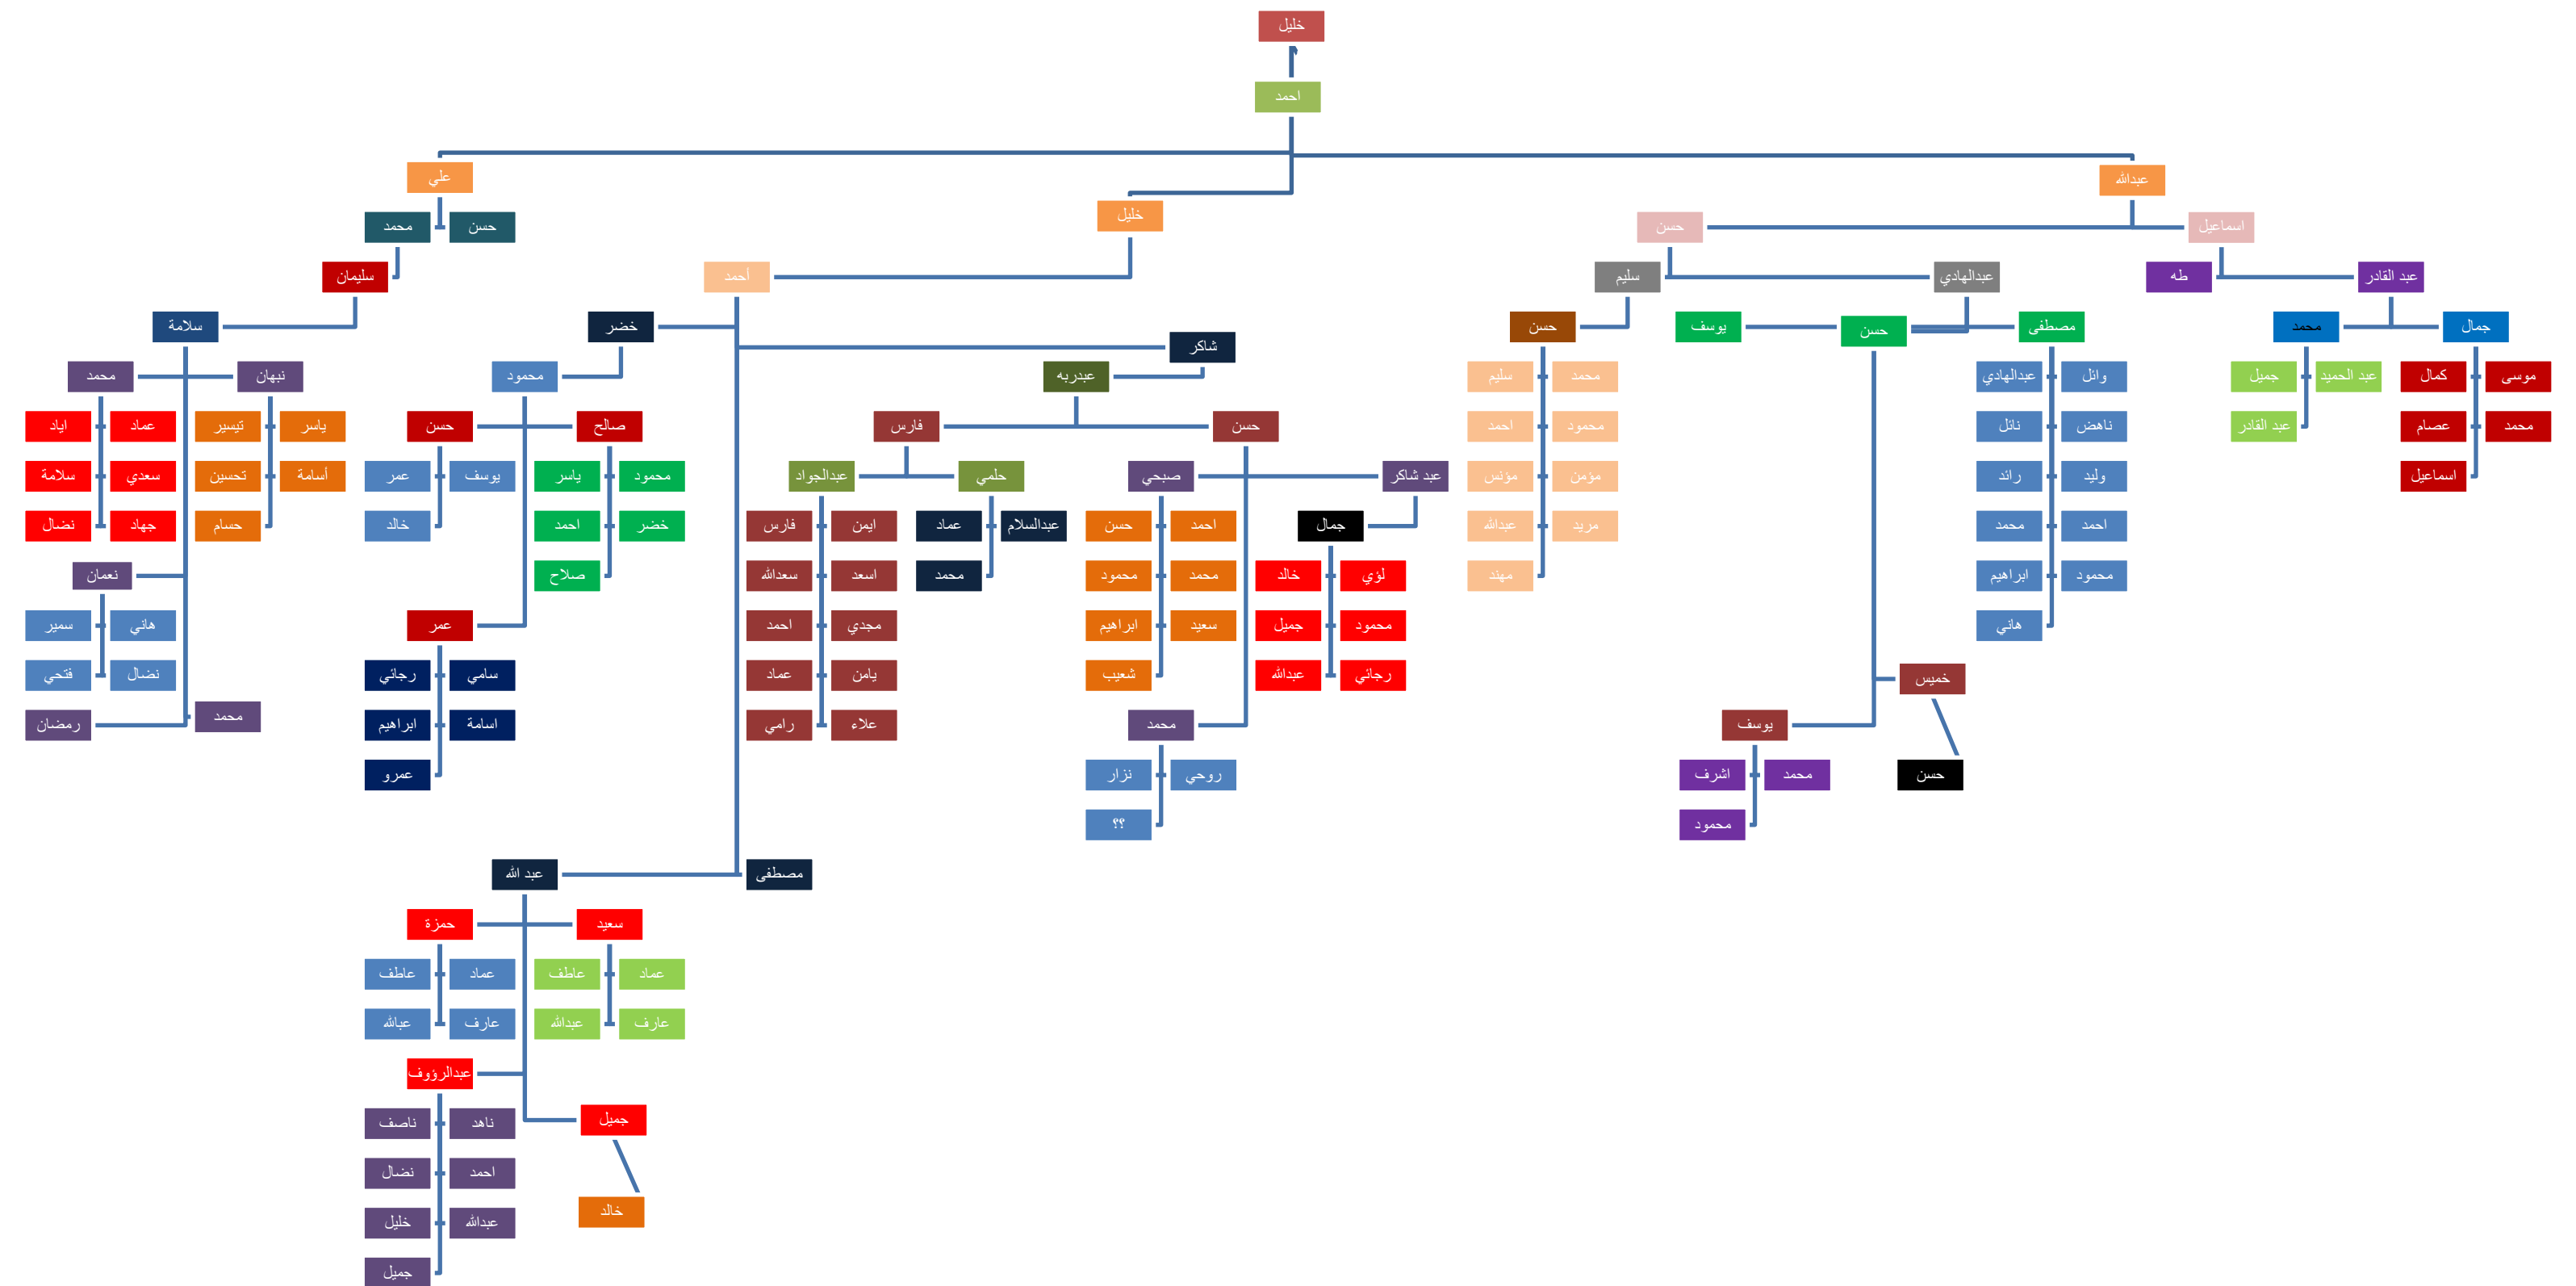 خليل
احمد
علي
عبدالله
خليل
محمد
حسن
حسن
اسماعيل
سليمان
أحمد
سليم
عبدالهادي
طه
عبد القادر
سلامة
خضر
شاكر
حسن
يوسف
حسن
مصطفى
محمد
جمال
محمد
نبهان
محمود
عبدربه
سليم
محمد
عبدالهادي
وائل
جميل
عبد الحميد
كمال
موسى
اياد
عماد
تيسير
ياسر
حسن
صالح
فارس
حسن
احمد
محمود
نائل
ناهض
عبد القادر
عصام
محمد
سلامة
سعدي
تحسين
أسامة
عمر
يوسف
ياسر
محمود
عبدالجواد
حلمي
صبحي
عبد شاكر
مؤنس
مؤمن
رائد
وليد
اسماعيل
نضال
جهاد
حسام
خالد
احمد
خضر
فارس
ايمن
عماد
عبدالسلام
حسن
احمد
جمال
عبدالله
مريد
محمد
احمد
نعمان
صلاح
سعدالله
اسعد
محمد
محمود
محمد
خالد
لؤي
مهند
ابراهيم
محمود
سمير
هاني
عمر
احمد
مجدي
ابراهيم
سعيد
جميل
محمود
هاني
فتحي
نضال
رجائي
سامي
عماد
يامن
شعيب
عبدالله
رجائي
خميس
رمضان
محمد
ابراهيم
اسامة
رامي
علاء
محمد
يوسف
عمرو
نزار
روحي
اشرف
محمد
حسن
؟؟
محمود
عبد الله
مصطفى
حمزة
سعيد
عاطف
عماد
عاطف
عماد
عبالله
عارف
عبدالله
عارف
عبدالرؤوف
ناصف
ناهد
جميل
نضال
احمد
خليل
عبدالله
خالد
جميل